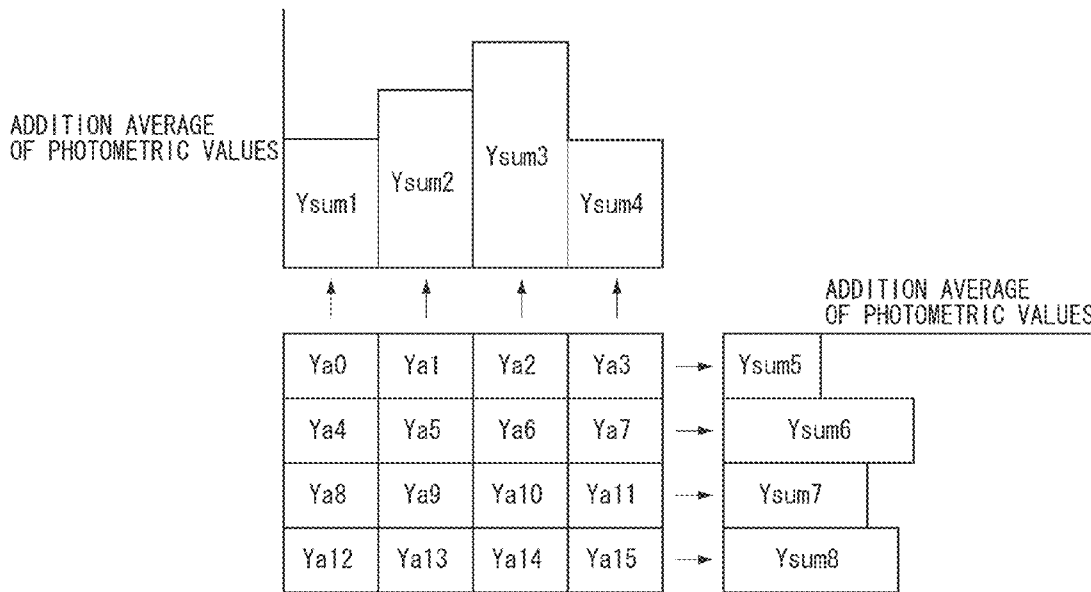 ADDITION AVERAGE
OF PHOTOMETRIC VALUES
Ysum1
Ysum2
Ysum3
Ysum4
ADDITION AVERAGE
OF PHOTOMETRIC VALUES
Ya0 Ya1 Ya2 Ya3 Ysum5
Ya4 Ya5 Ya6 Ya7 Ysum6
Ya8 Ya9 Ya10 Ya11 Ysum7
Ya12 Ya13 Ya14 Ya15 Ysum8